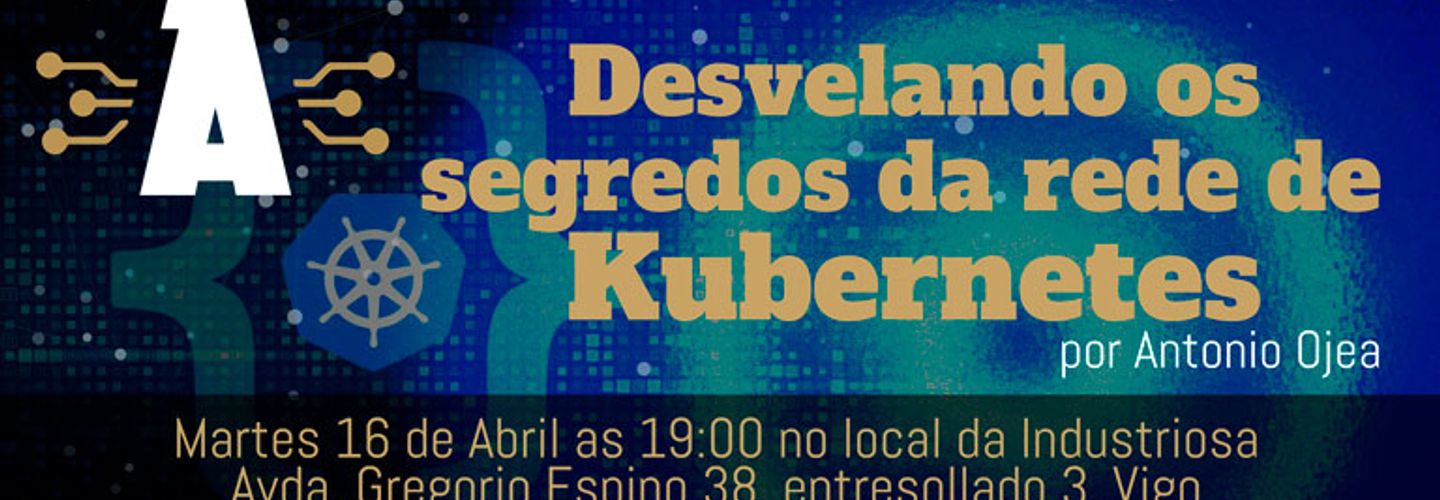 A
Desvelando os
segredos da rede de
Kubernetes
por Antonio Ojea
Martes 16 de Abril as 19:00 no local da Industriosa
Avda. Gregorio Espino 38, entresollado 3, Vigo